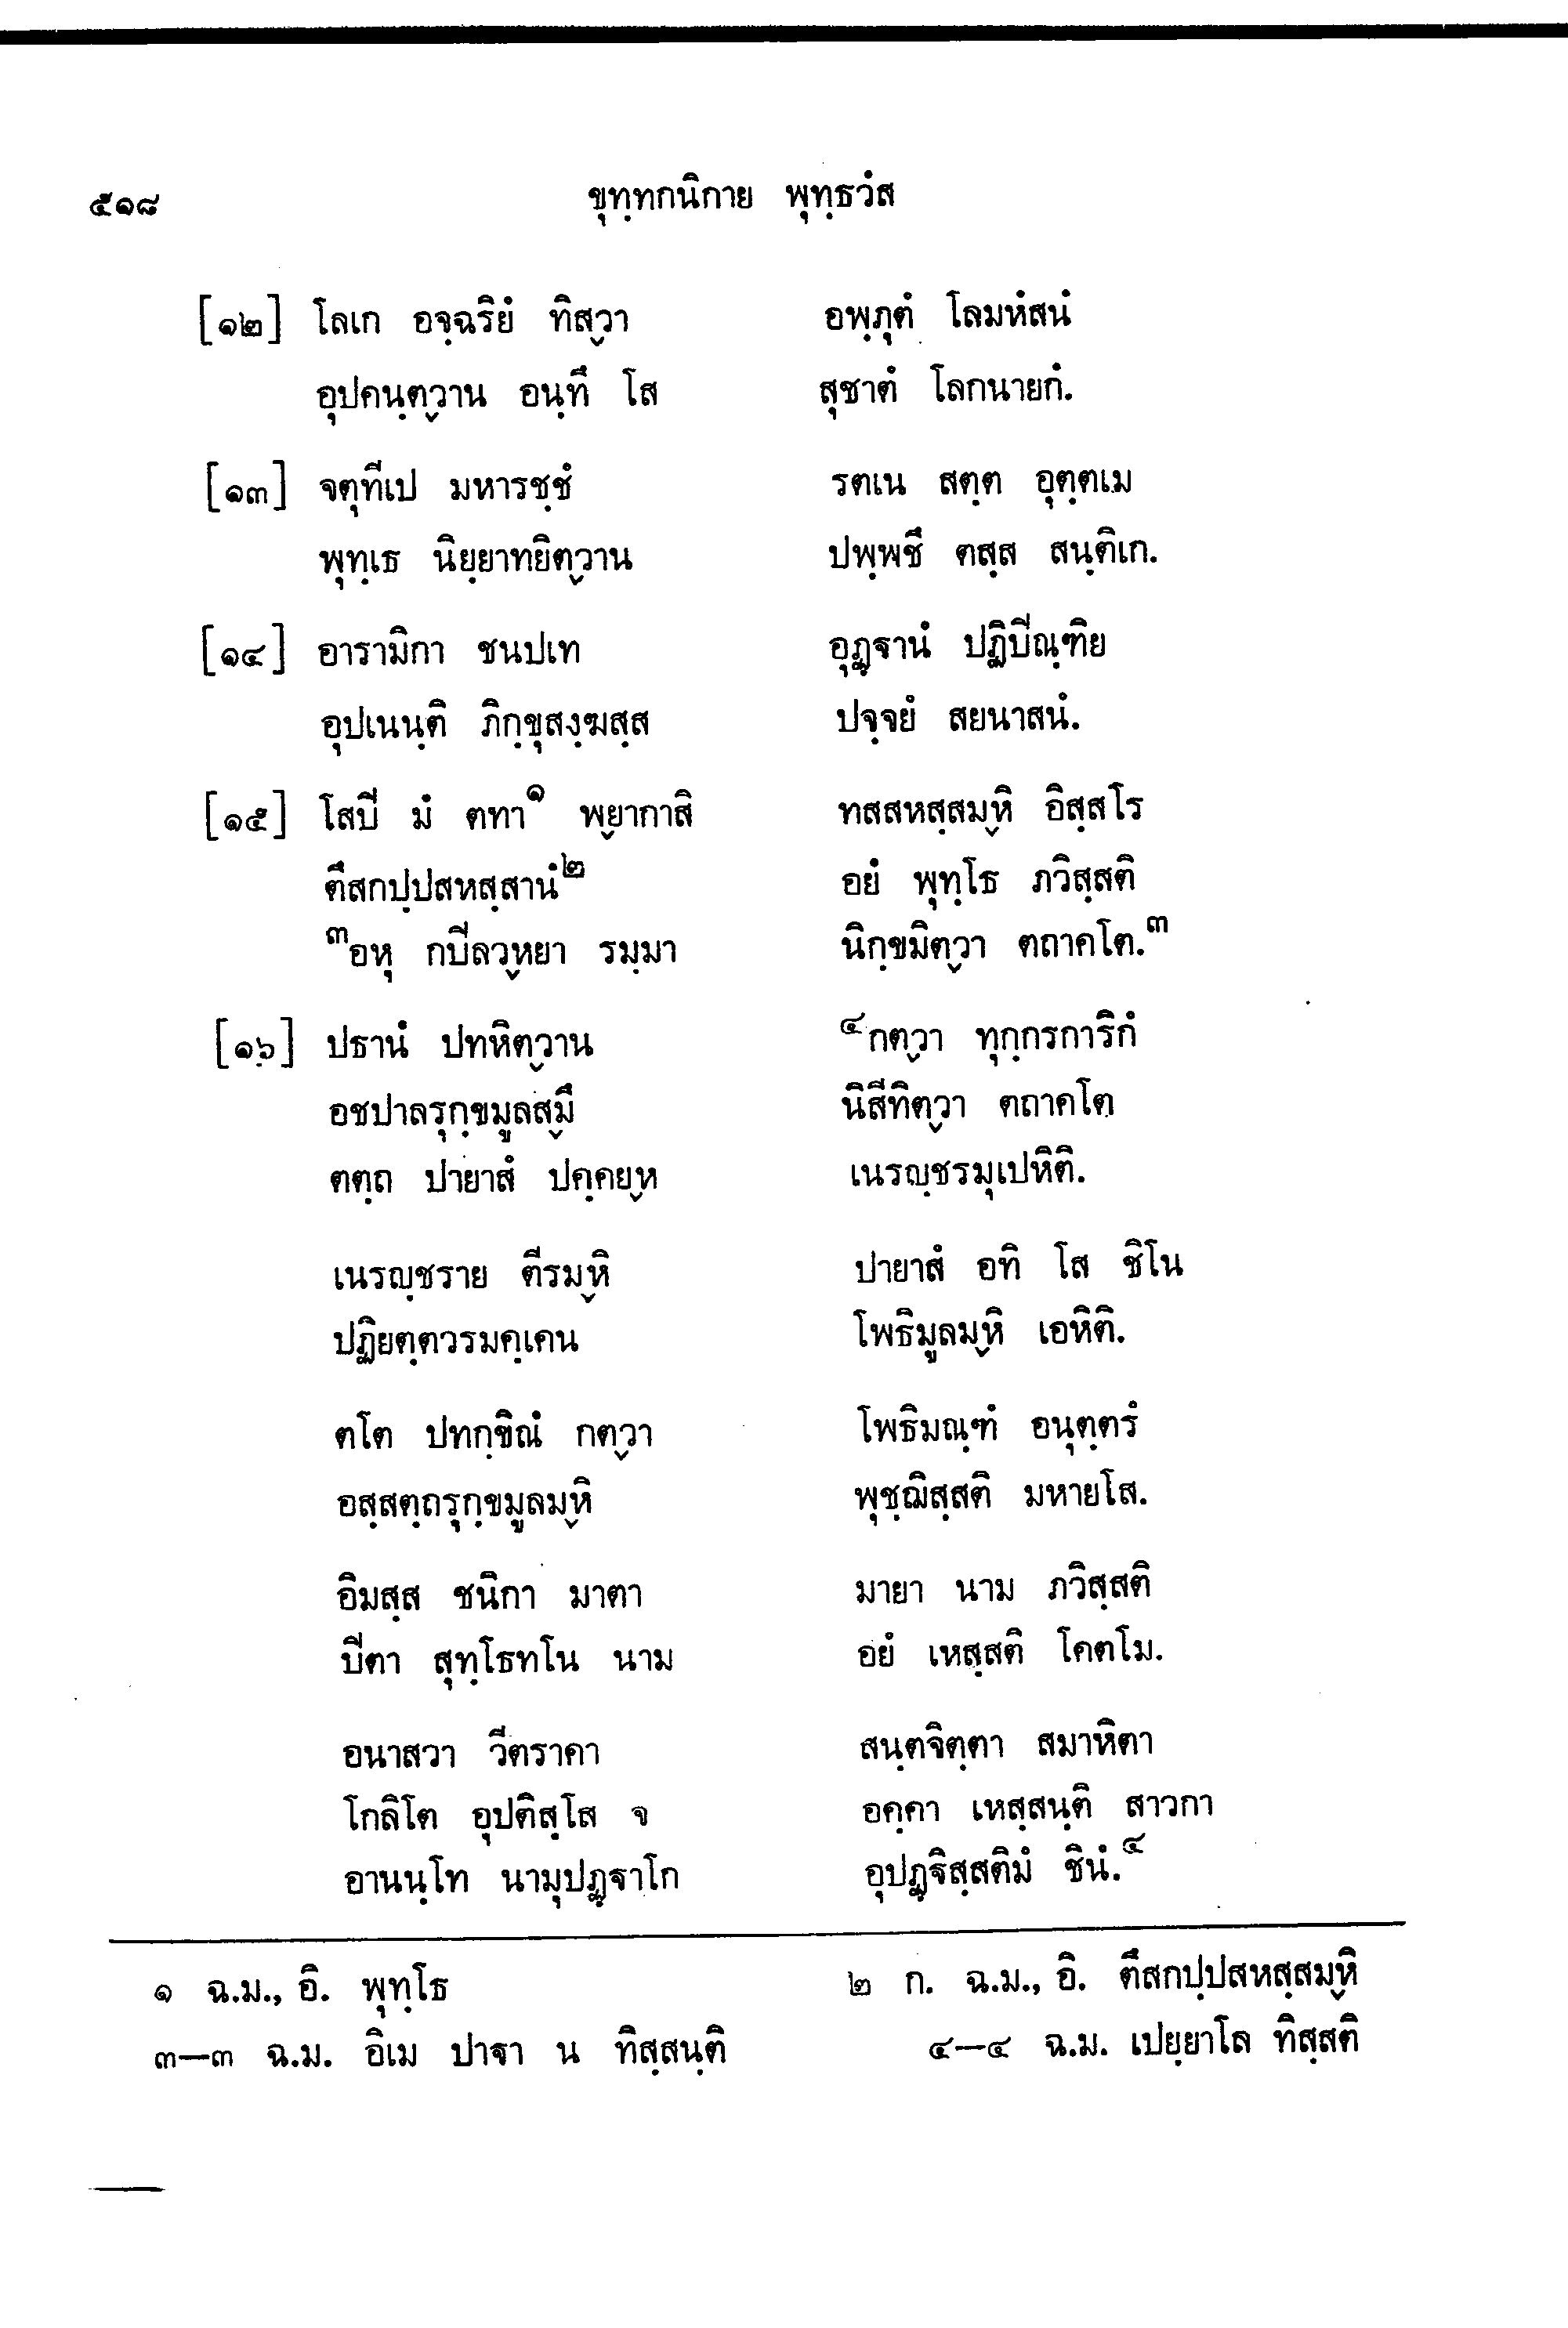 ๕๑๘ ขุทฺทกนิกาย พุทฺธวํส
[๑๒] โลเก อจฺฉริยํ ทิสฺวา อพฺภุตํ โลมหํสนํ
อุปคนฺตฺวาน อนฺทึ โส สุชาตํ โลกนายกํ.
[๑๓] จตุทีเป มหารชฺชํ รตเน สตฺต อุตฺตเม
พุทฺเธ นิยฺยาทยิตฺวาน ปพฺพชึ ตสฺส สนฺติเก.
[๑๔] อารามิกา ชนปเท อุฏฺฐานํ ปฏิปีณฺฑิย
อุปเนนฺติ ภิกฺขุสงฺฆสฺส ปจฺจยํ สยนาสนํ.
[๑๕] โสปี มํ ตทา๑ พฺยากาสิ ทสสหสฺสมฺหิ อิสฺสโร
ตึสกปฺปสหสฺสานํ๒ อยํ พุทฺโธ ภวิสฺสติ
๓อหุ กปีลวฺหยา รมฺมา นิกฺขมิตฺวา ตถาคโต.๓
[๑๖] ปธานํ ปทหิตฺวาน ๔กตฺวา ทุกฺกรการิกํ
อชปาลรุกฺขมูลสฺมึ นิสีทิตฺวา ตถาคโต
ตตฺถ ปายาสํ ปคฺคยฺห เนรญฺชรมุเปหิติ.
เนรญฺชราย ตีรมฺหิ ปายาสํ อทิ โส ชิโน
ปฏิยตฺตวรมคฺเคน โพธิมูลมฺหิ เอหิติ.
ตโต ปทกฺขิณํ กตฺวา โพธิมณฺฑํ อนุตฺตรํ
อสฺสตฺถรุกฺขมูลมฺหิ พุชฺฌิสฺสติ มหายโส.
อิมสฺส ชนิกา มาตา มายา นาม ภวิสฺสติ
ปีตา สุทฺโธทโน นาม อยํ เหสฺสติ โคตโม.
อนาสวา วีตราคา สนฺตจิตฺตา สมาหิตา
โกลิโต อุปติสฺโส จ อคฺคา เหสฺสนฺติ สาวกา
อานนฺโท นามุปฏฺฐาโก อุปฏฺฐิสฺสติมํ ชินํ.๔
๑ ฉ.ม., อิ. พุทฺโธ ๒ ก. ฉ.ม., อิ. ตึสกปฺปสหสฺสมฺหิ
๓—๓ ฉ.ม. อิเม ปาฐา น ทิสฺสนฺติ ๔—๔ ฉ.ม. เปยฺยาโล ทิสฺสติ